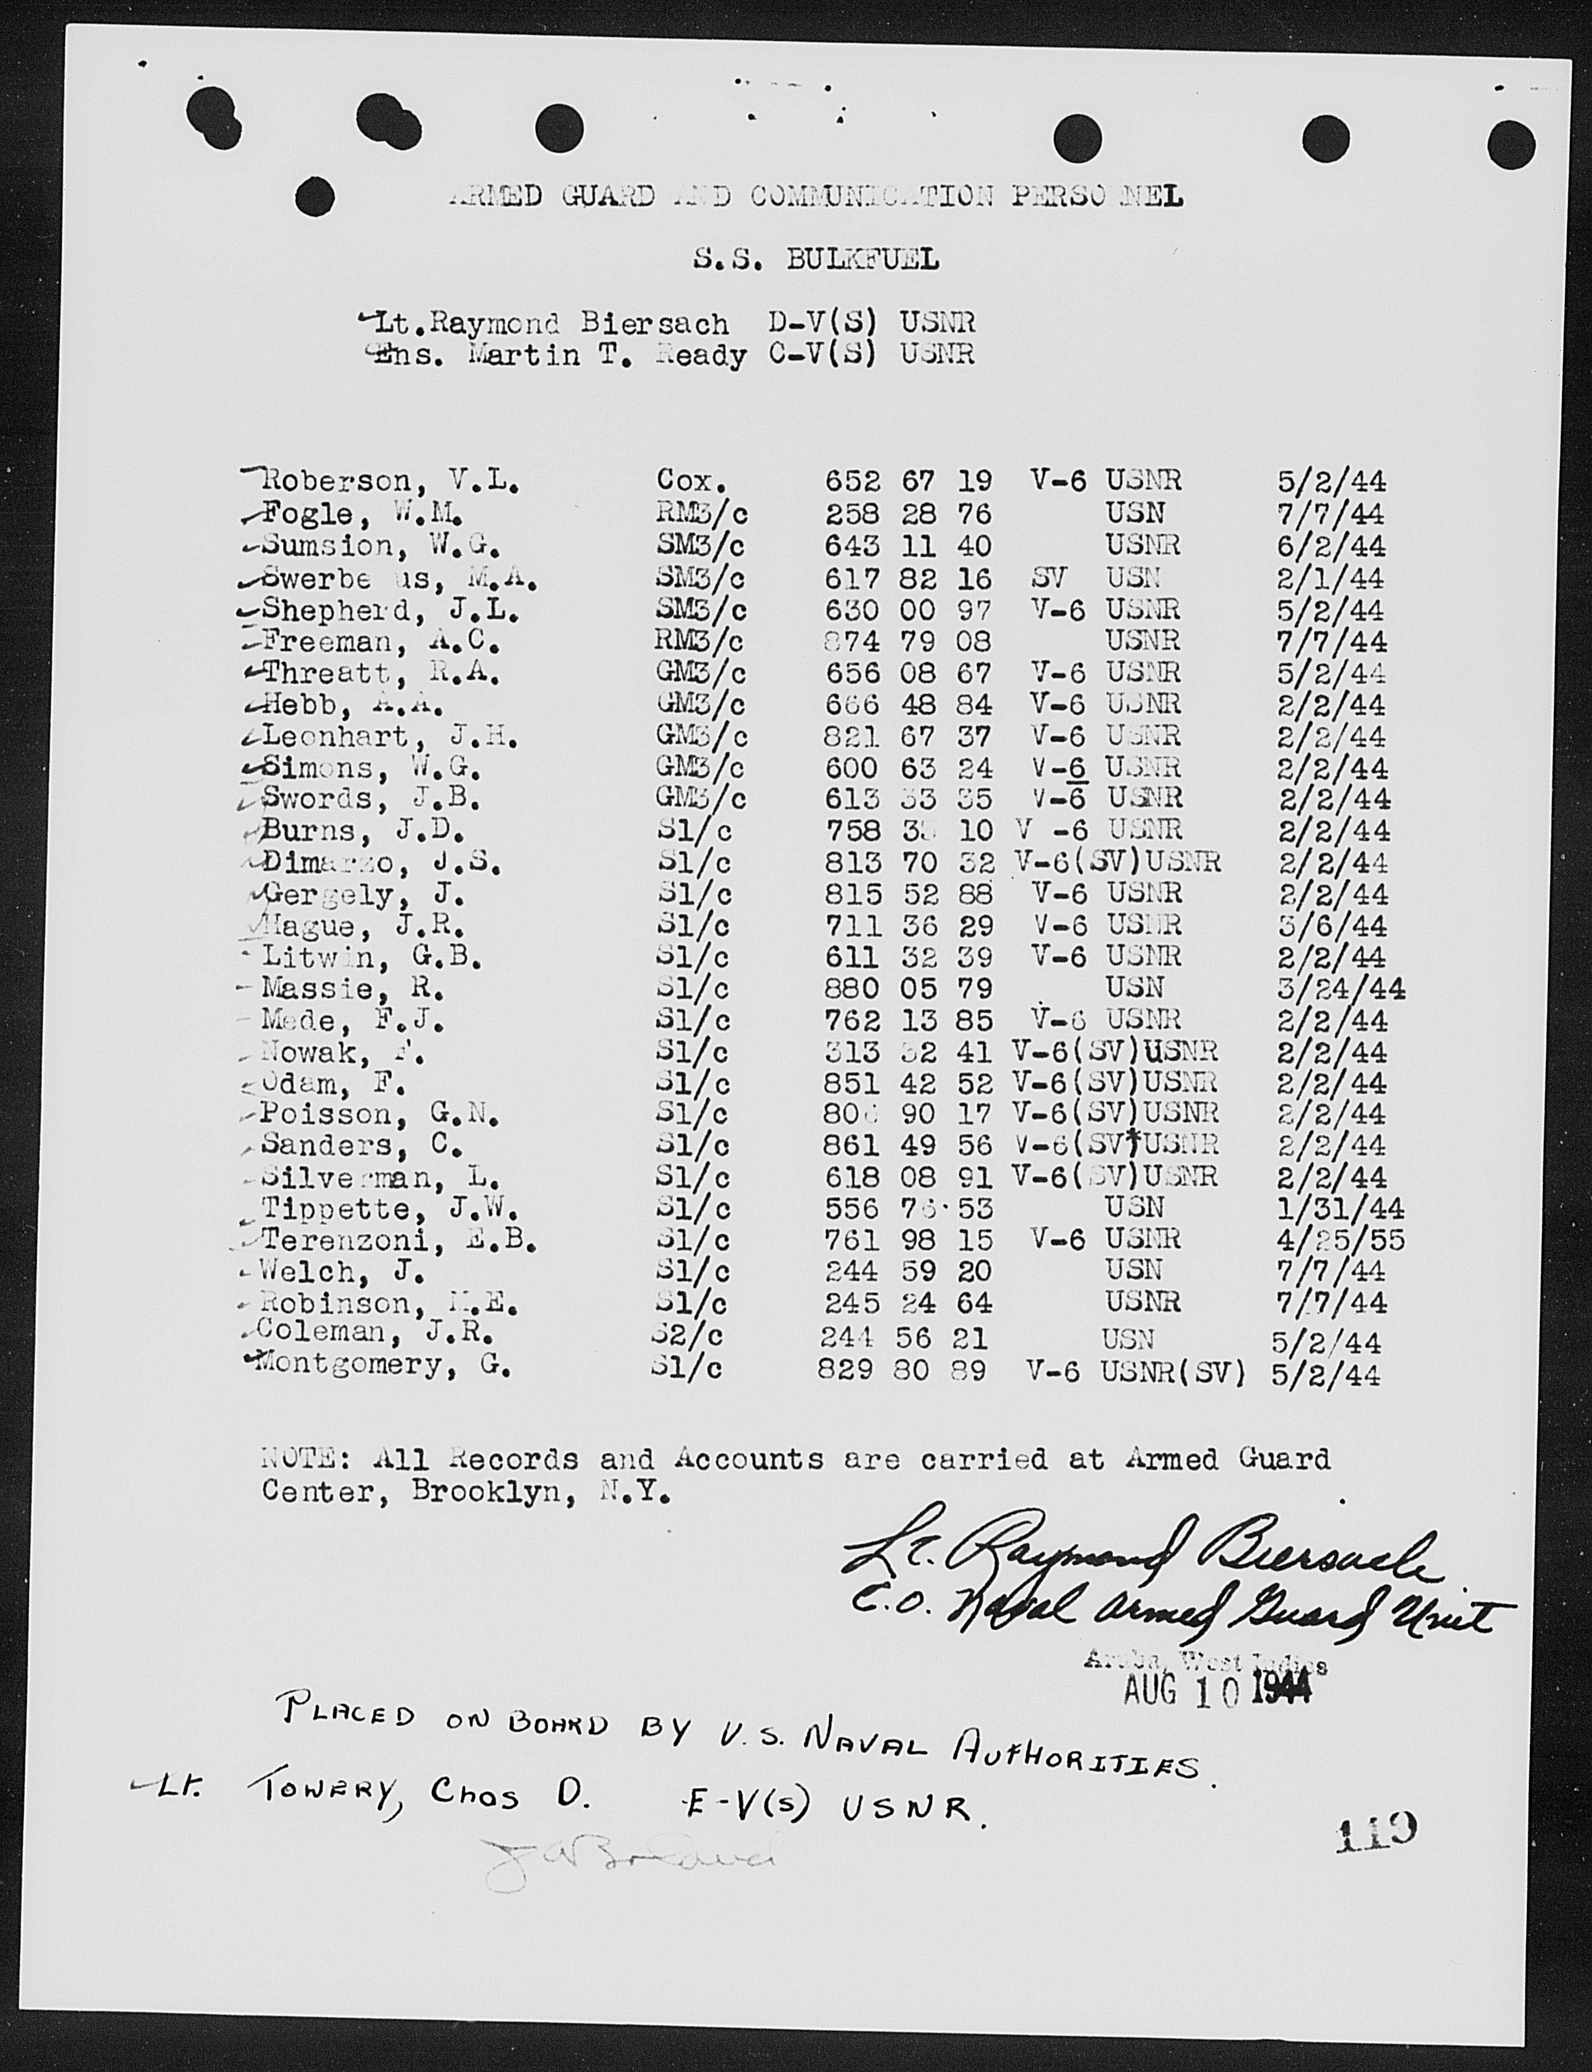 ARMED GUARD AND COMMUNICATION PERSONNEL
S.S. BULKFUEL
Lt.Raymond Biersach D-V(S) USNR
Ens. Martin T. Ready C-V(S) USNR
Roberson, V.L. Cox. 652 67 19 V-6 USNR 5/2/44
Fogle, W.M. RM3/c 258 28 76 USN 7/7/44
Sumsion, W.G. SM3/c 643 11 40 USNR 6/2/44
M.A. SM3/c 617 82 16 SV USN 2/1/44
Shepherd, J.L. SM3/c 630 00 97 V-6 USNR 5/2/44
Freeman, A.C. RM3/c 874 79 08 USNR 7/7/44
Threatt, R.A. GM3/c 656 08 67 V-6 USNR 5/2/44
Hebb, A.A. GM3/c 666 48 84 V-6 USNR 2/2/44
Leonhart, J.H. GM3/c 821 67 37 V-6 USNR 2/2/44
Simons, W.G. GM3/c 600 63 24 V-6 USNR 2/2/44
Swords, J.B. GM3/c 613 33 35 V-6 USNR 2/2/44
Burns, J.D. S1/c 758 10 V -6 USNR 2/2/44
Dimarzo, J.S. S1/c 813 70 32 V-6(SV)USNR 2/2/44
Gergely, J. S1/c 815 52 88 V-6 USNR 2/2/44
Hague, J.R. S1/c 711 36 29 V-6 USNR 3/6/44
Litwin, G.B. S1/c 611 32 39 V-6 USNR 2/2/44
Massie, R. S1/c 880 05 79 USN 3/24/44
Mede, F.J. S1/c 762 13 85 V-6 USNR 2/2/44
Nowak, F. S1/c 313 32 41 V-6(SV)USNR 2/2/44
Odam, F. S1/c 851 42 52 V-6(SV)USNR 2/2/44
Poisson, G.N. S1/c 90 17 V-6(SV)USNR 2/2/44
Sanders, C. S1/c 861 49 56 V-6(SV)USNR 2/2/44
Silverman, L. S1/c 618 08 91 V-6(SV)USNR 2/2/44
Tippette, J.W. S1/c 556 76 53 USN 1/31/44
Terenzoni, E.B. S1/c 761 98 15 V-6 USNR 4/25/55
Welch, J. S1/c 244 59 20 USN 7/7/44
Robinson, M.E. S1/c 245 24 64 USNR 7/7/44
Coleman, J.R. S2/c 244 56 21 USN 5/2/44
Montgomery, G. S1/c 829 80 89 V-6 USNR(SV) 5/2/44
NOTE: All Records and Accounts are carried at Armed Guard
Center, Brooklyn, N.Y.
Lt. Raymond Biersach
C.O. Naval Armed Guard Unit
Aruba, West Indies
AUG 10 1944
PLACED ON BOARD BY U.S. NAVAL AUTHORITIES.
Lt. TOWERY, Chas D. E-V(S) USNR.
119